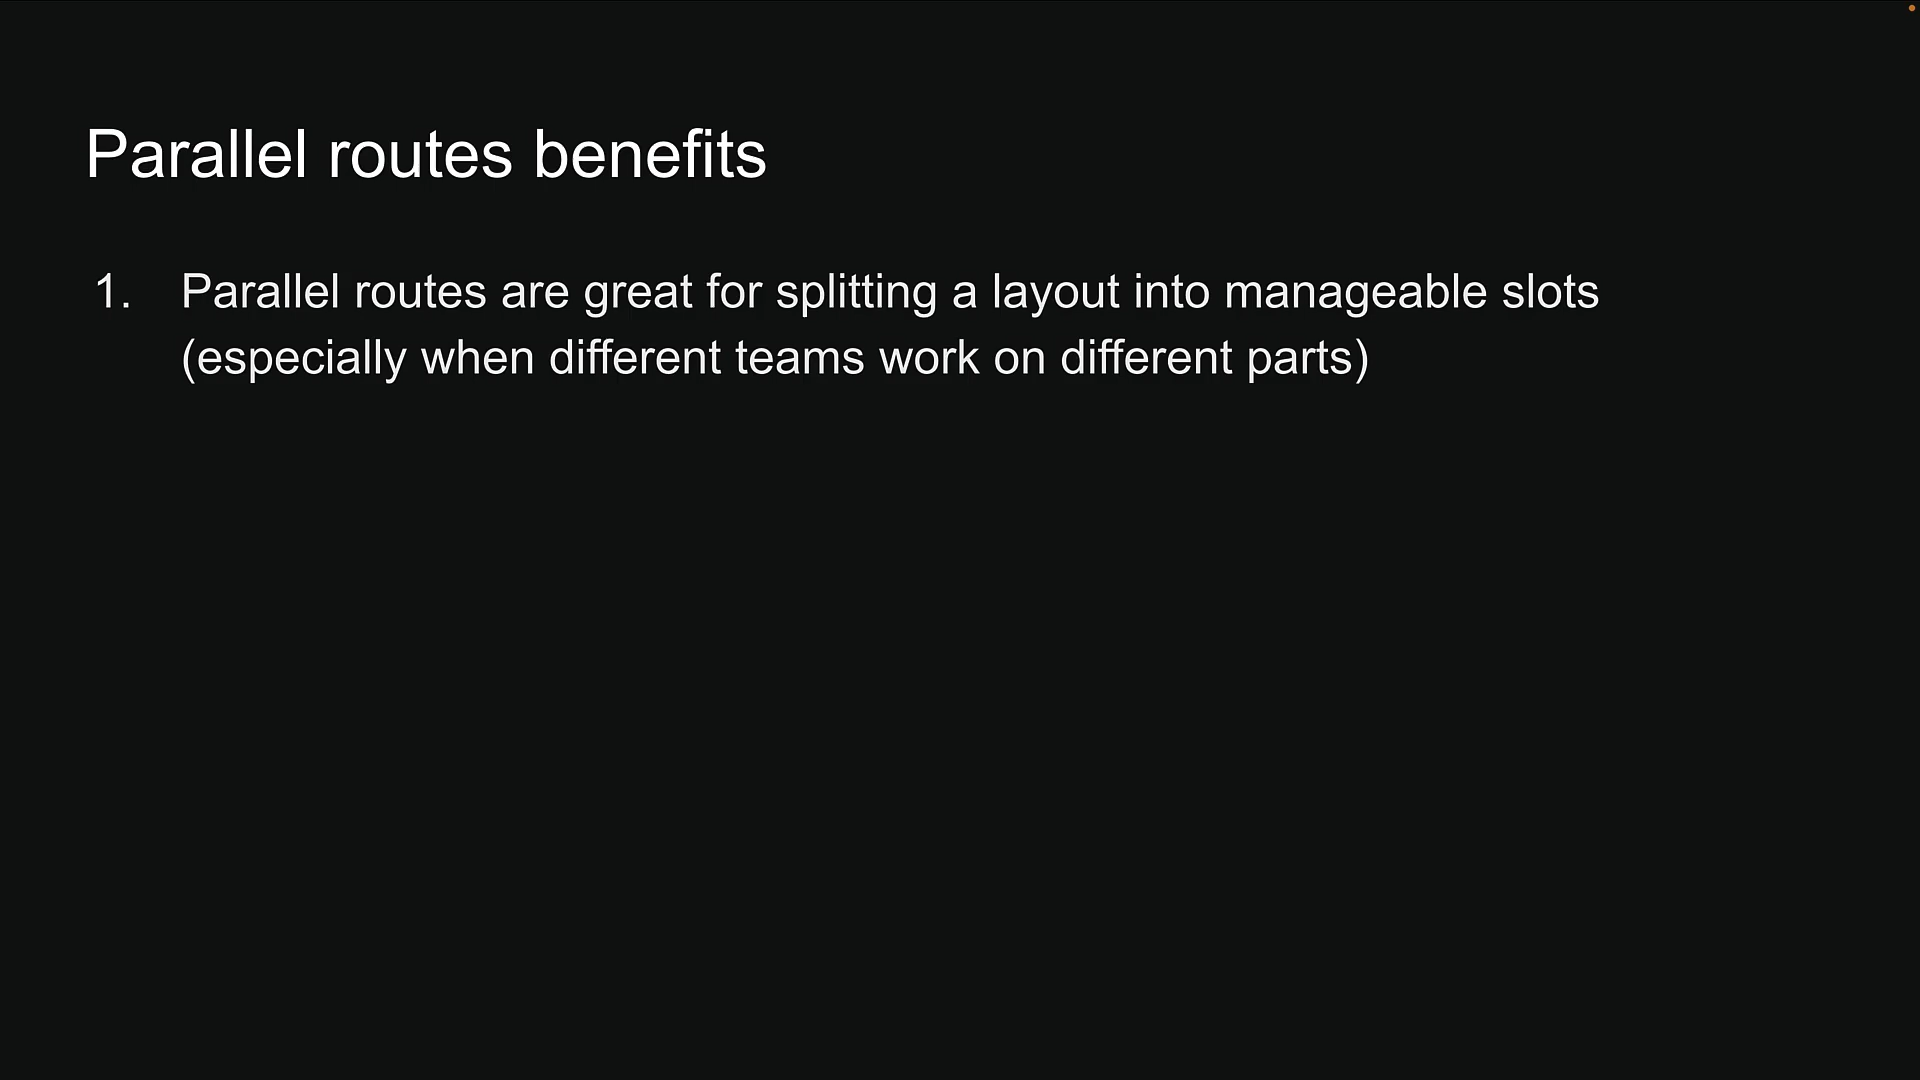 Parallel routes benefits
1. Parallel routes are great for splitting a layout into manageable slots
(especially when different teams work on different parts)